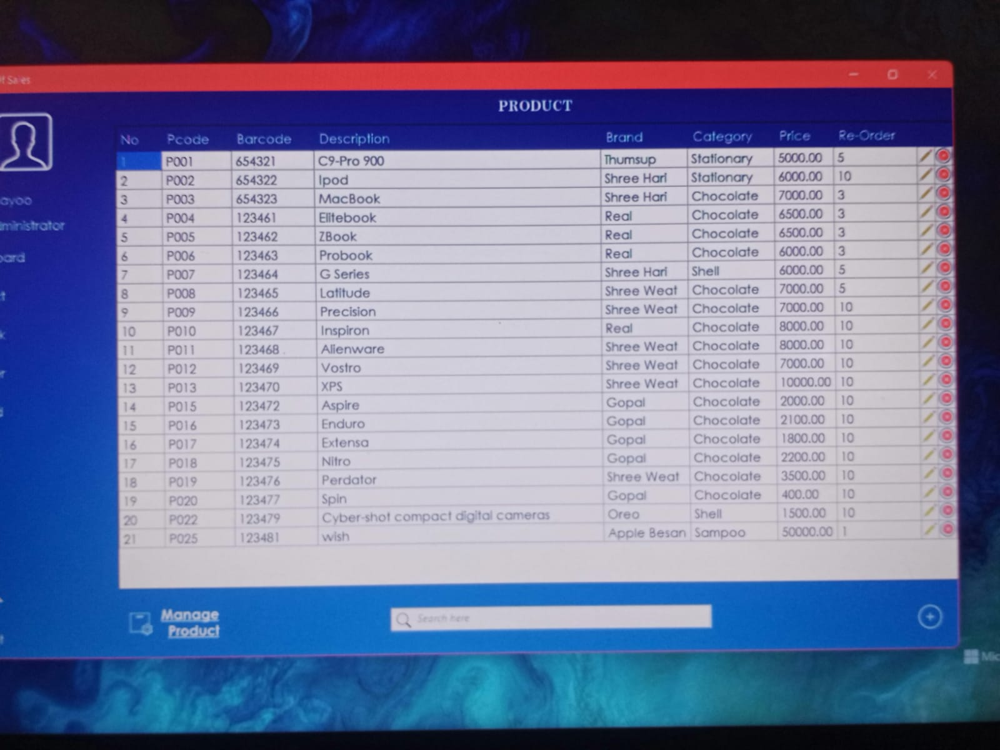 Of Sales
PRODUCT
No Pcode Barcode Description Brand Category Price Re-Order
1 P001 654321 C9-Pro 900 Thumsup Stationary 5000.00 5
2 P002 654322 Ipod Shree Hari Stationary 6000.00 10
3 P003 654323 MacBook Shree Hari Chocolate 7000.00 3
4 P004 123461 Elitebook Real Chocolate 6500.00 3
5 P005 123462 ZBook Real Chocolate 6500.00 3
6 P006 123463 Probook Real Chocolate 6000.00 3
7 P007 123464 G Series Shree Hari Shell 6000.00 5
8 P008 123465 Latitude Shree Weat Chocolate 7000.00 5
9 P009 123466 Precision Shree Weat Chocolate 7000.00 10
10 P010 123467 Inspiron Real Chocolate 8000.00 10
11 P011 123468 Alienware Shree Weat Chocolate 8000.00 10
12 P012 123469 Vostro Shree Weat Chocolate 7000.00 10
13 P013 123470 XPS Shree Weat Chocolate 10000.00 10
14 P015 123472 Aspire Gopal Chocolate 2000.00 10
15 P016 123473 Enduro Gopal Chocolate 2100.00 10
16 P017 123474 Extensa Gopal Chocolate 1800.00 10
17 P018 123475 Nitro Gopal Chocolate 2200.00 10
18 P019 123476 Perdator Shree Weat Chocolate 3500.00 10
19 P020 123477 Spin Gopal Chocolate 400.00 10
20 P022 123479 Cyber-shot compact digital cameras Oreo Shell 1500.00 10
21 P025 123481 wish Apple Besan Sampoo 50000.00 1
ayoo
ministrator
oard
Manage
Product
Search here
Mic